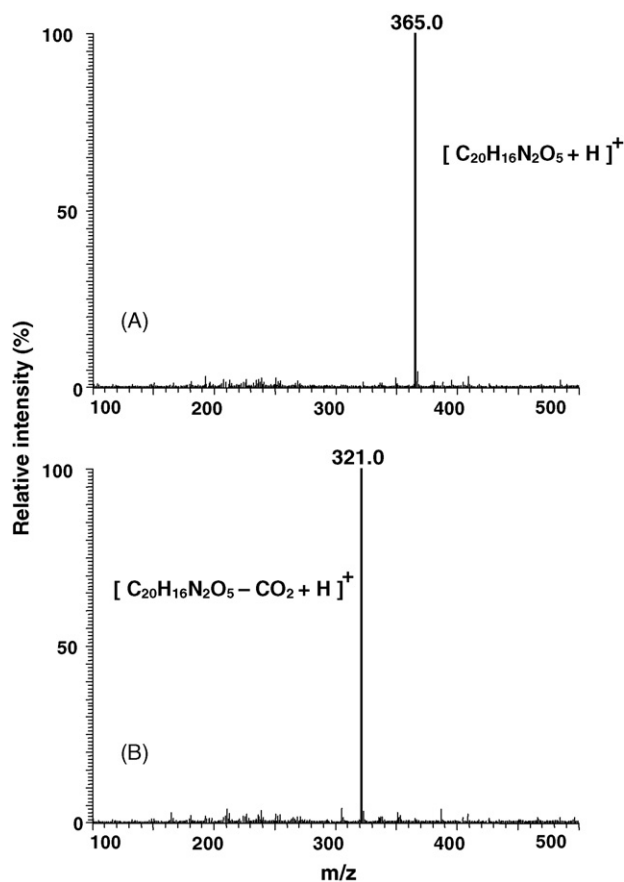 365.0
100
[ C₂₀H₁₆N₂O₅ + H ]⁺
50
(A)
0
100 200 300 400 500
Relative intensity (%)
321.0
100
[ C₂₀H₁₆N₂O₅ – CO₂ + H ]⁺
50
(B)
0
100 200 300 400 500
m/z